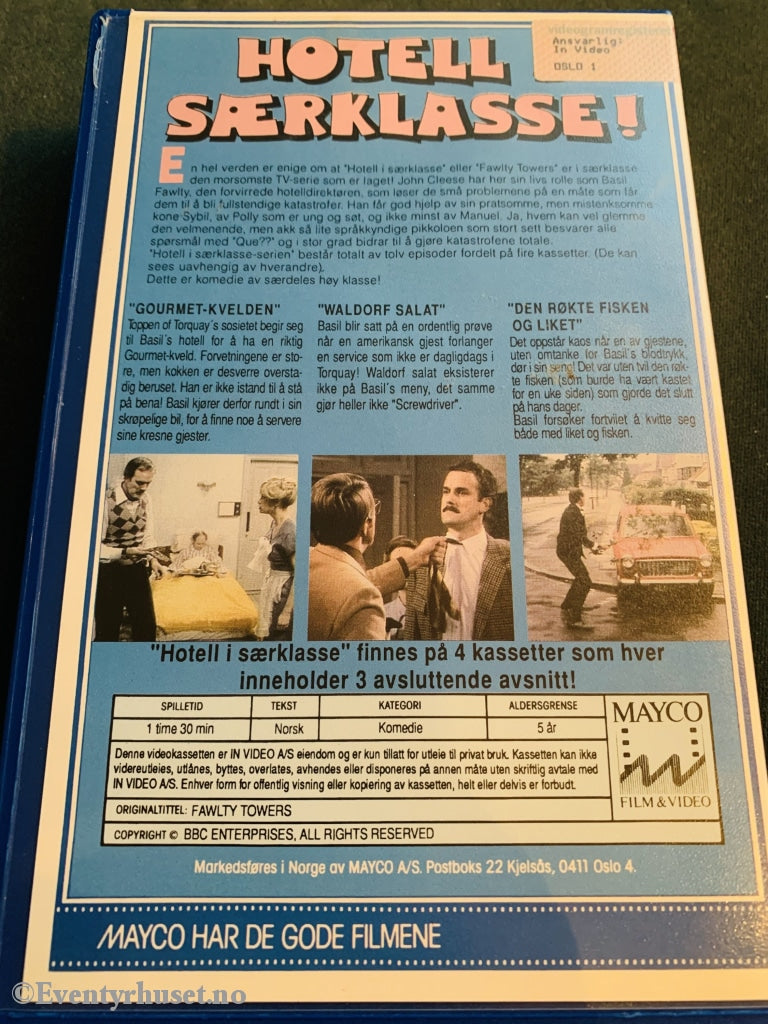 HOTELL
SÆRKLASSE!
videogramregisteret
Ansvarlig:
In Video
OSLO 1
En hel verden er enige om at "Hotell i særklasse" eller "Fawlty Towers" er i særklasse
den morsomste TV-serie som er laget! John Cleese har her sin livs rolle som Basil
Fawlty, den forvirrede hotelldirektøren, som løser de små problemene på en måte som får
dem til å bli fullstendige katastrofer. Han får god hjelp av sin pratsomme, men mistenksomme
kone Sybil, av Polly som er ung og søt, og ikke minst av Manuel. Ja, hvem kan vel glemme
den velmenende, men akk så lite språkkyndige pikkoloen som stort sett besvarer alle
spørsmål med "Que??" og i stor grad bidrar til å gjøre katastrofene totale.
"Hotell i særklasse-serien" består totalt av tolv episoder fordelt på fire kassetter. (De kan
sees uavhengig av hverandre).
Dette er komedie av særdeles høy klasse!
"GOURMET-KVELDEN"
Toppen av Torquay's sosietet begir seg
til Basil's hotell for å ha en riktig
Gourmet-kveld. Forvetningene er sto-
re, men kokken er desverre oversta-
dig beruset. Han er ikke istand til å stå
på bena! Basil kjører derfor rundt i sin
skrøpelige bil, for å finne noe å servere
sine kresne gjester.
"WALDORF SALAT"
Basil blir satt på en ordentlig prøve
når en amerikansk gjest forlanger
en service som ikke er dagligdags i
Torquay! Waldorf salat eksisterer
ikke på Basil's meny, det samme
gjør heller ikke "Screwdriver".
"DEN RØKTE FISKEN
OG LIKET"
Det oppstår kaos når en av gjestene,
uten omtanke for Basil's blodtrykk,
dør i sin seng! Det var uten tvil den røk-
te fisken (som burde ha vært kastet
for en uke siden) som gjorde det slutt
på hans dager.
Basil forsøker fortvilet å kvitte seg
både med liket og fisken.
"Hotell i særklasse" finnes på 4 kassetter som hver
inneholder 3 avsluttende avsnitt!
SPILLETID TEKST KATEGORI ALDERSGRENSE
1 time 30 min Norsk Komedie 5 år
Denne videokassetten er IN VIDEO A/S eiendom og er kun tillatt for utleie til privat bruk. Kassetten kan ikke
videreutleies, utlånes, byttes, overlates, avhendes eller disponeres på annen måte uten skriftlig avtale med
IN VIDEO A/S. Enhver form for offentlig visning eller kopiering av kassetten, helt eller delvis er forbudt.
ORIGINALTITTEL: FAWLTY TOWERS
COPYRIGHT © BBC ENTERPRISES, ALL RIGHTS RESERVED
MAYCO
FILM & VIDEO
Markedsføres i Norge av MAYCO A/S. Postboks 22 Kjelsås, 0411 Oslo 4.
MAYCO HAR DE GODE FILMENE
©Eventyrhuset.no